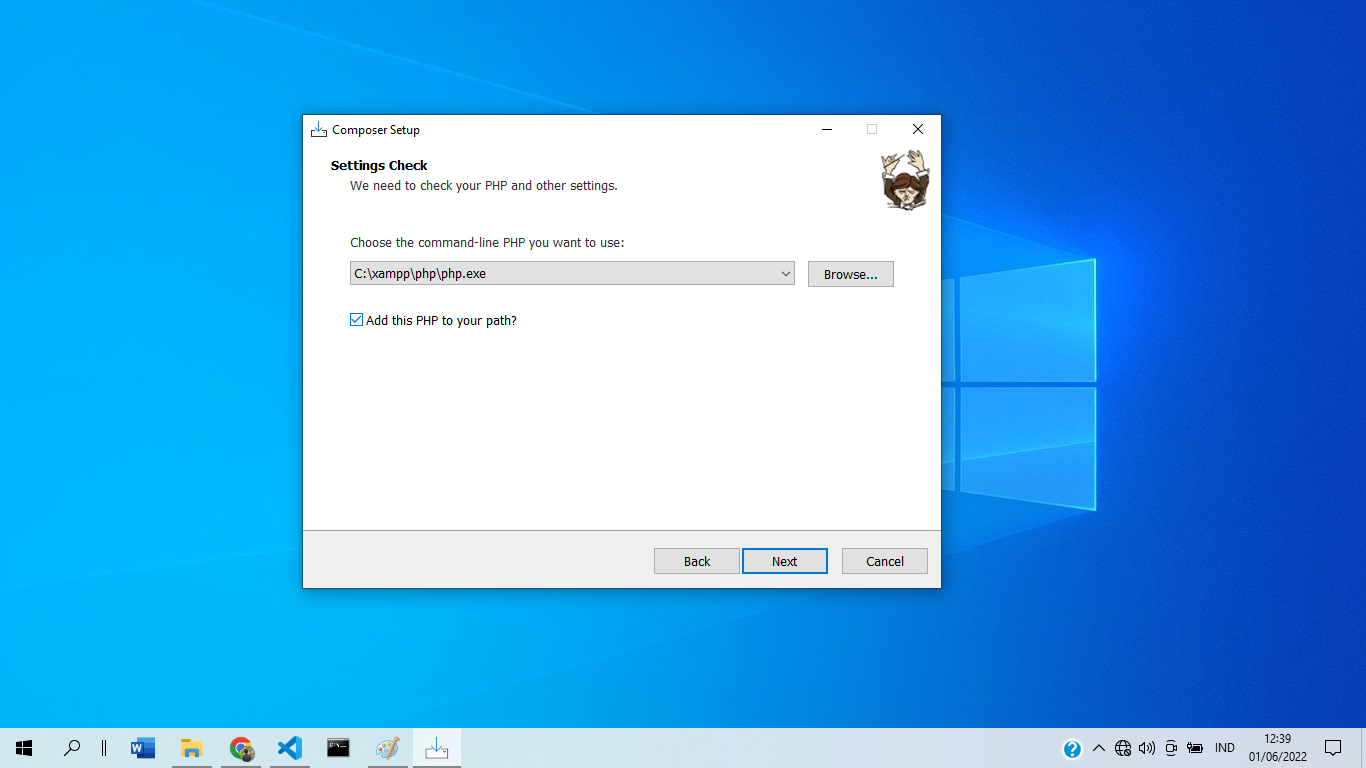 Composer Setup
Settings Check
We need to check your PHP and other settings.
Choose the command-line PHP you want to use:
C:\xampp\php\php.exe
Browse...
Add this PHP to your path?
Back
Next
Cancel
IND
12:39
01/06/2022